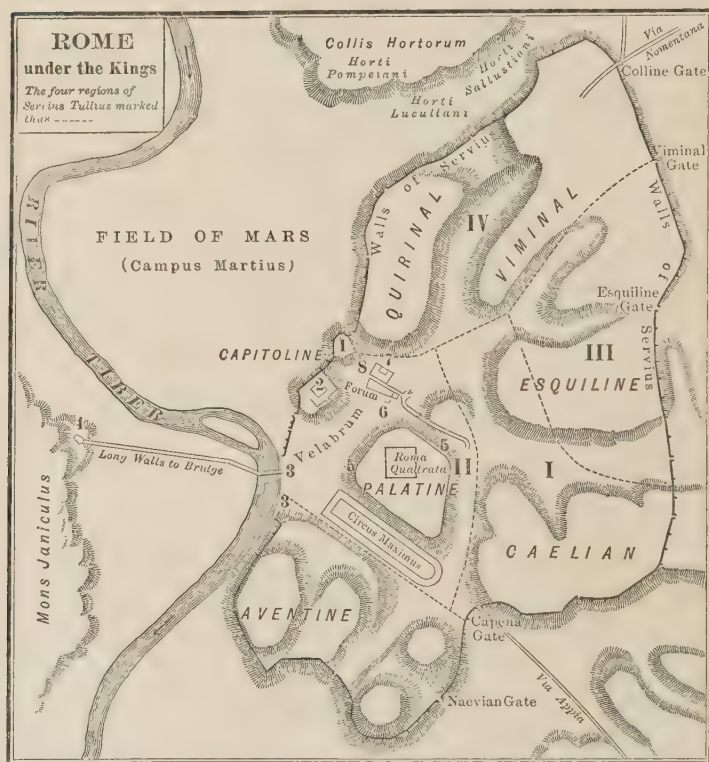 ROME
under the Kings
The four regions of
Servius Tullius marked
thus ------
Collis Hortorum
Horti
Pompeiani
Horti
Sallustiani
Horti
Lucullani
Via
Nomentana
Colline Gate
Viminal
Gate
Walls of Servius
Walls of Servius
QUIRINAL
IV
VIMINAL
FIELD OF MARS
(Campus Martius)
RIVER
TIBER
Esquiline
Gate
III
ESQUILINE
CAPITOLINE
1
2
8
7
Forum
6
Velabrum
5
5
Roma
Quadrata
II
PALATINE
I
4
Long Walls to Bridge
3
3
Circus Maximus
CAELIAN
Mons Janiculus
AVENTINE
Capena
Gate
Naevian Gate
Via Appia